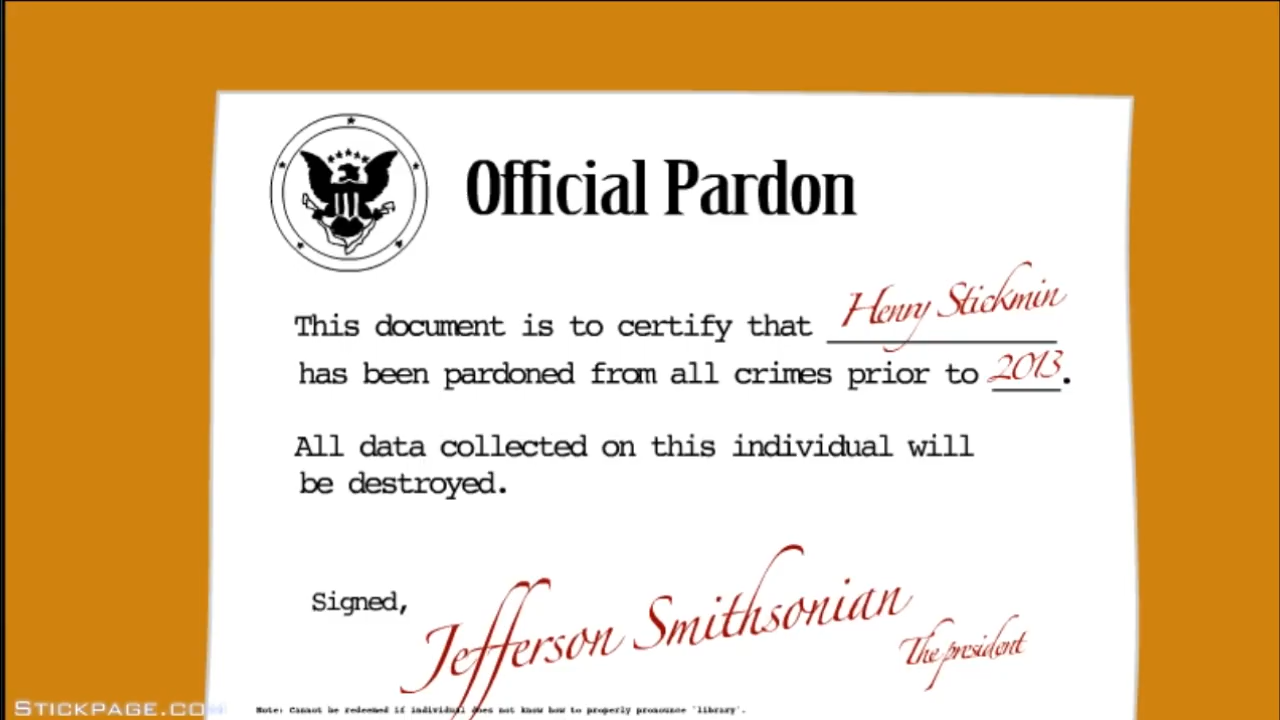 Official Pardon
This document is to certify that Henry Stickmin
has been pardoned from all crimes prior to 2013.
All data collected on this individual will
be destroyed.
Signed, Jefferson Smithsonian
The president
Note: Cannot be redeemed if individual does not know how to properly pronounce 'library'.
STICKPAGE.COM